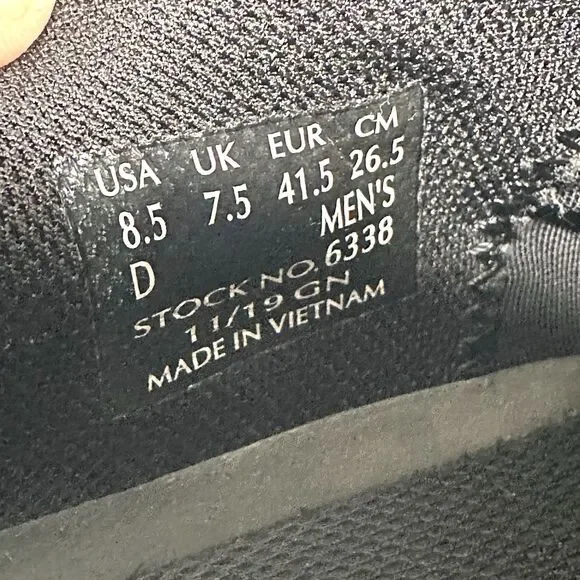 USA UK EUR CM
8.5 7.5 41.5 26.5
D MEN'S
STOCK NO. 6338
11/19 GN
MADE IN VIETNAM